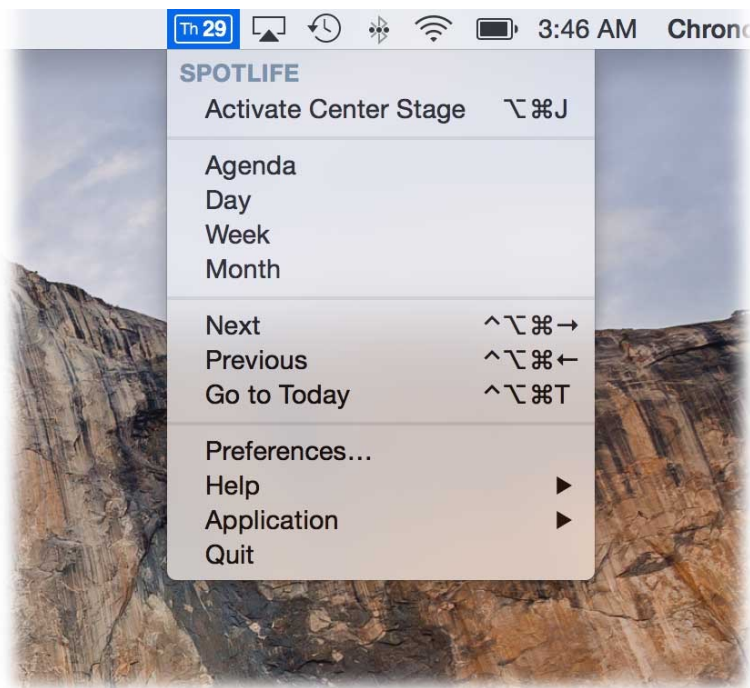 Th 29 3:46 AM Chron
SPOTLIFE
Activate Center Stage ⌥⌘J
Agenda
Day
Week
Month
Next ^⌥⌘→
Previous ^⌥⌘←
Go to Today ^⌥⌘T
Preferences...
Help ▶
Application ▶
Quit